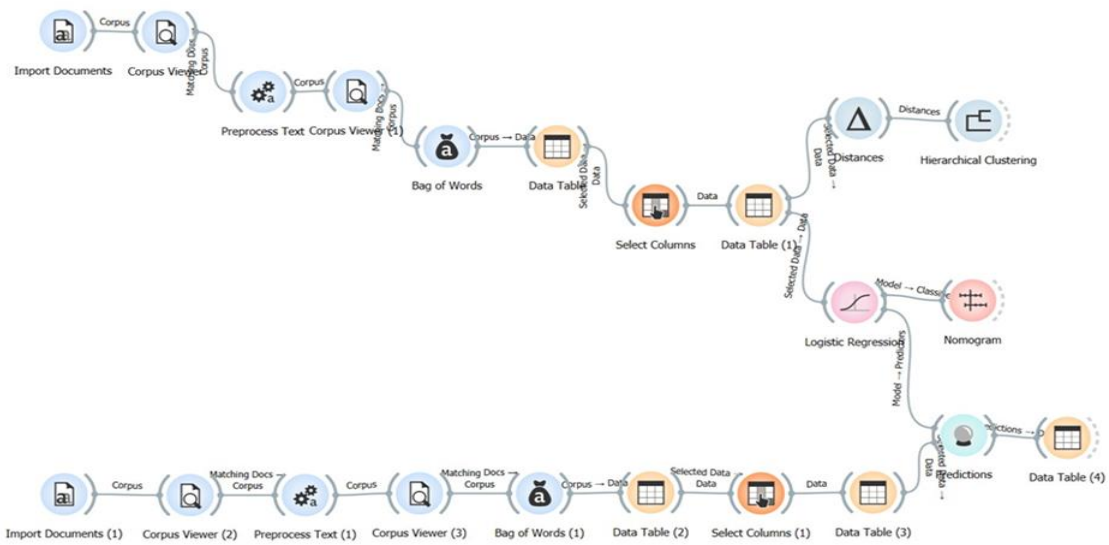 Corpus
Import Documents
Corpus Viewer
Matching Docs →
Corpus
Preprocess Text
Corpus
Corpus Viewer (1)
Matching Docs →
Corpus
Bag of Words
Corpus → Data
Data Table
Selected Data →
Data
Select Columns
Data
Data Table (1)
Selected Data →
Data
Distances
Distances
Hierarchical Clustering
Selected Data → Data
Logistic Regression
Model → Classifier
Nomogram
Model → Predictors
Import Documents (1)
Corpus
Corpus Viewer (2)
Matching Docs →
Corpus
Preprocess Text (1)
Corpus
Corpus Viewer (3)
Matching Docs →
Corpus
Bag of Words (1)
Corpus → Data
Data Table (2)
Selected Data →
Data
Select Columns (1)
Data
Data Table (3)
Selected Data →
Data
Predictions
Data Table (4)